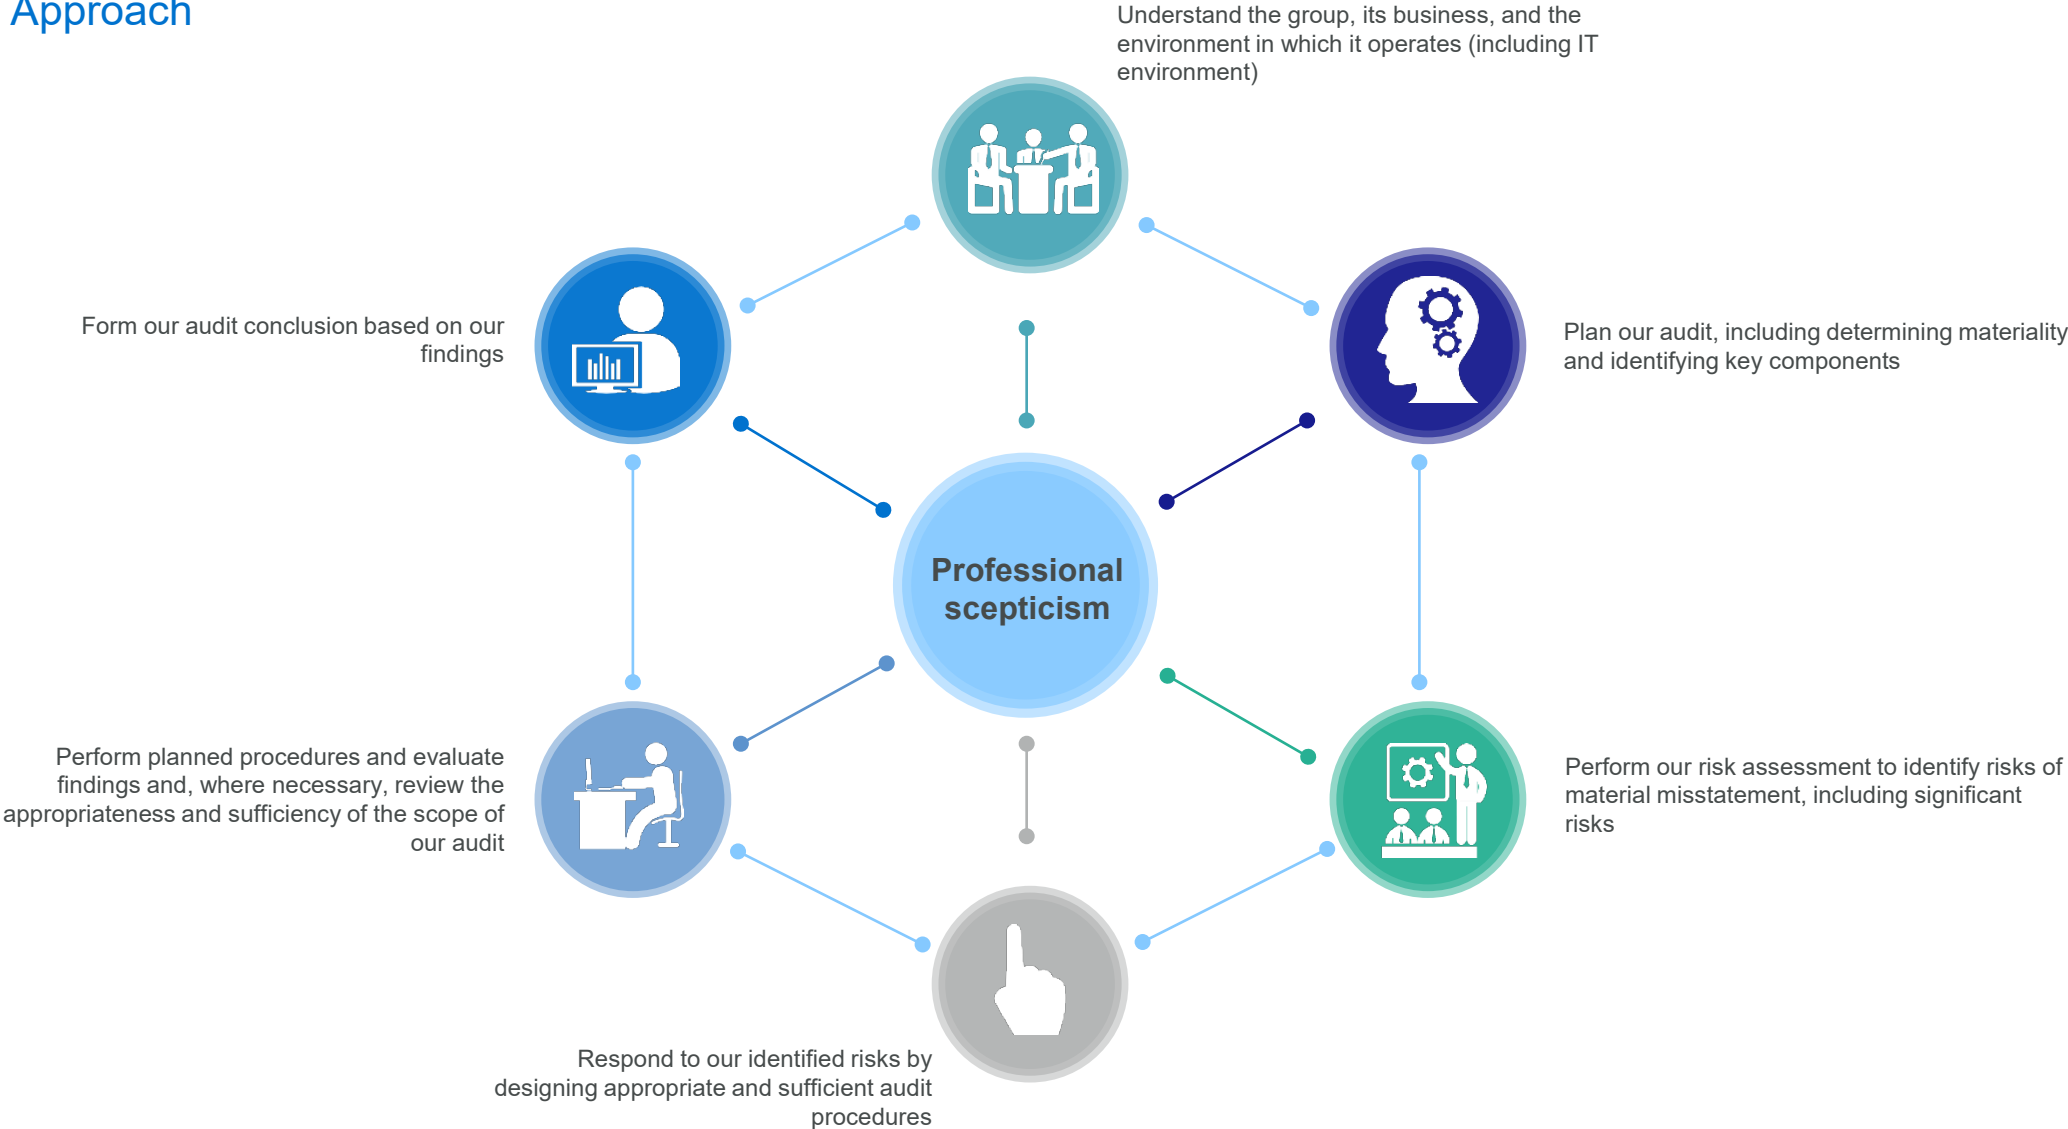 Approach
Understand the group, its business, and the
environment in which it operates (including IT
environment)
Plan our audit, including determining materiality
and identifying key components
Perform our risk assessment to identify risks of
material misstatement, including significant
risks
Respond to our identified risks by
designing appropriate and sufficient audit
procedures
Perform planned procedures and evaluate
findings and, where necessary, review the
appropriateness and sufficiency of the scope of
our audit
Form our audit conclusion based on our
findings
Professional
scepticism